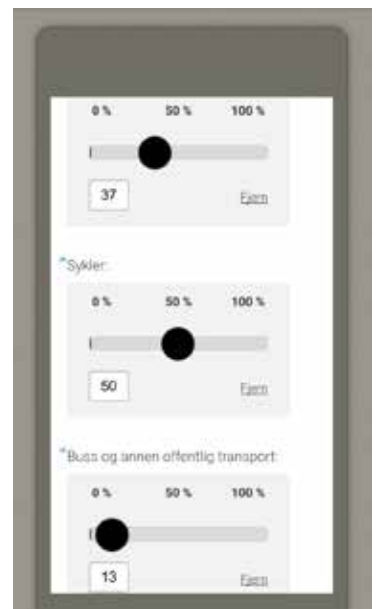 0 % 50 % 100 %
37 Fjern
*Sykler:
0 % 50 % 100 %
50 Fjern
*Buss og annen offentlig transport:
0 % 50 % 100 %
13 Fjern